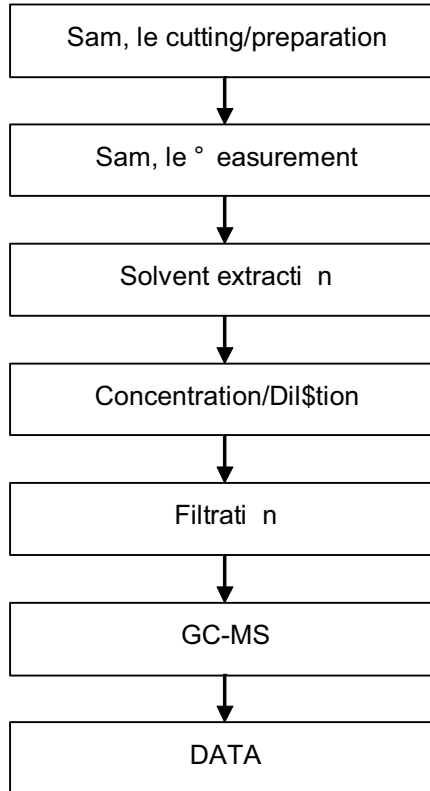 Sam, le cutting/preparation
Sam, le ° easurement
Solvent extracti n
Concentration/Dil$tion
Filtrati n
GC-MS
DATA